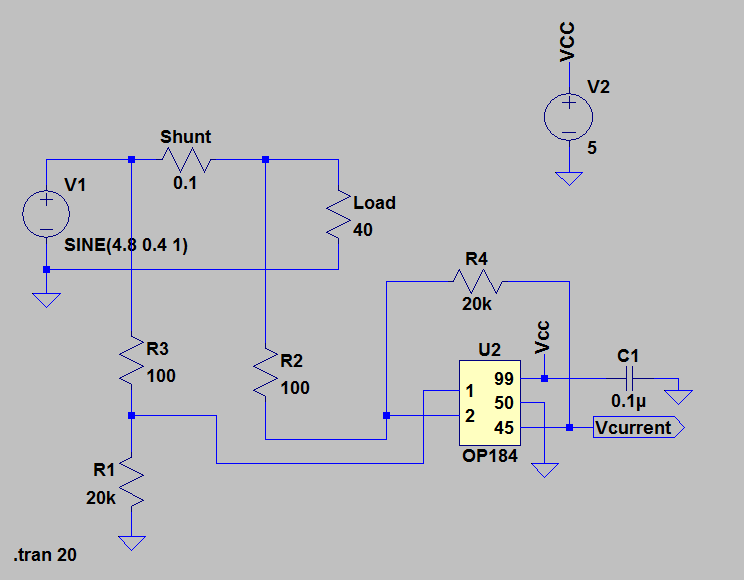 VCC
V2
5
Shunt
0.1
V1
SINE(4.8 0.4 1)
Load
40
R4
20k
R3
100
R2
100
U2
Vcc
C1
0.1µ
1
2
99
50
45
OP184
Vcurrent
R1
20k
.tran 20